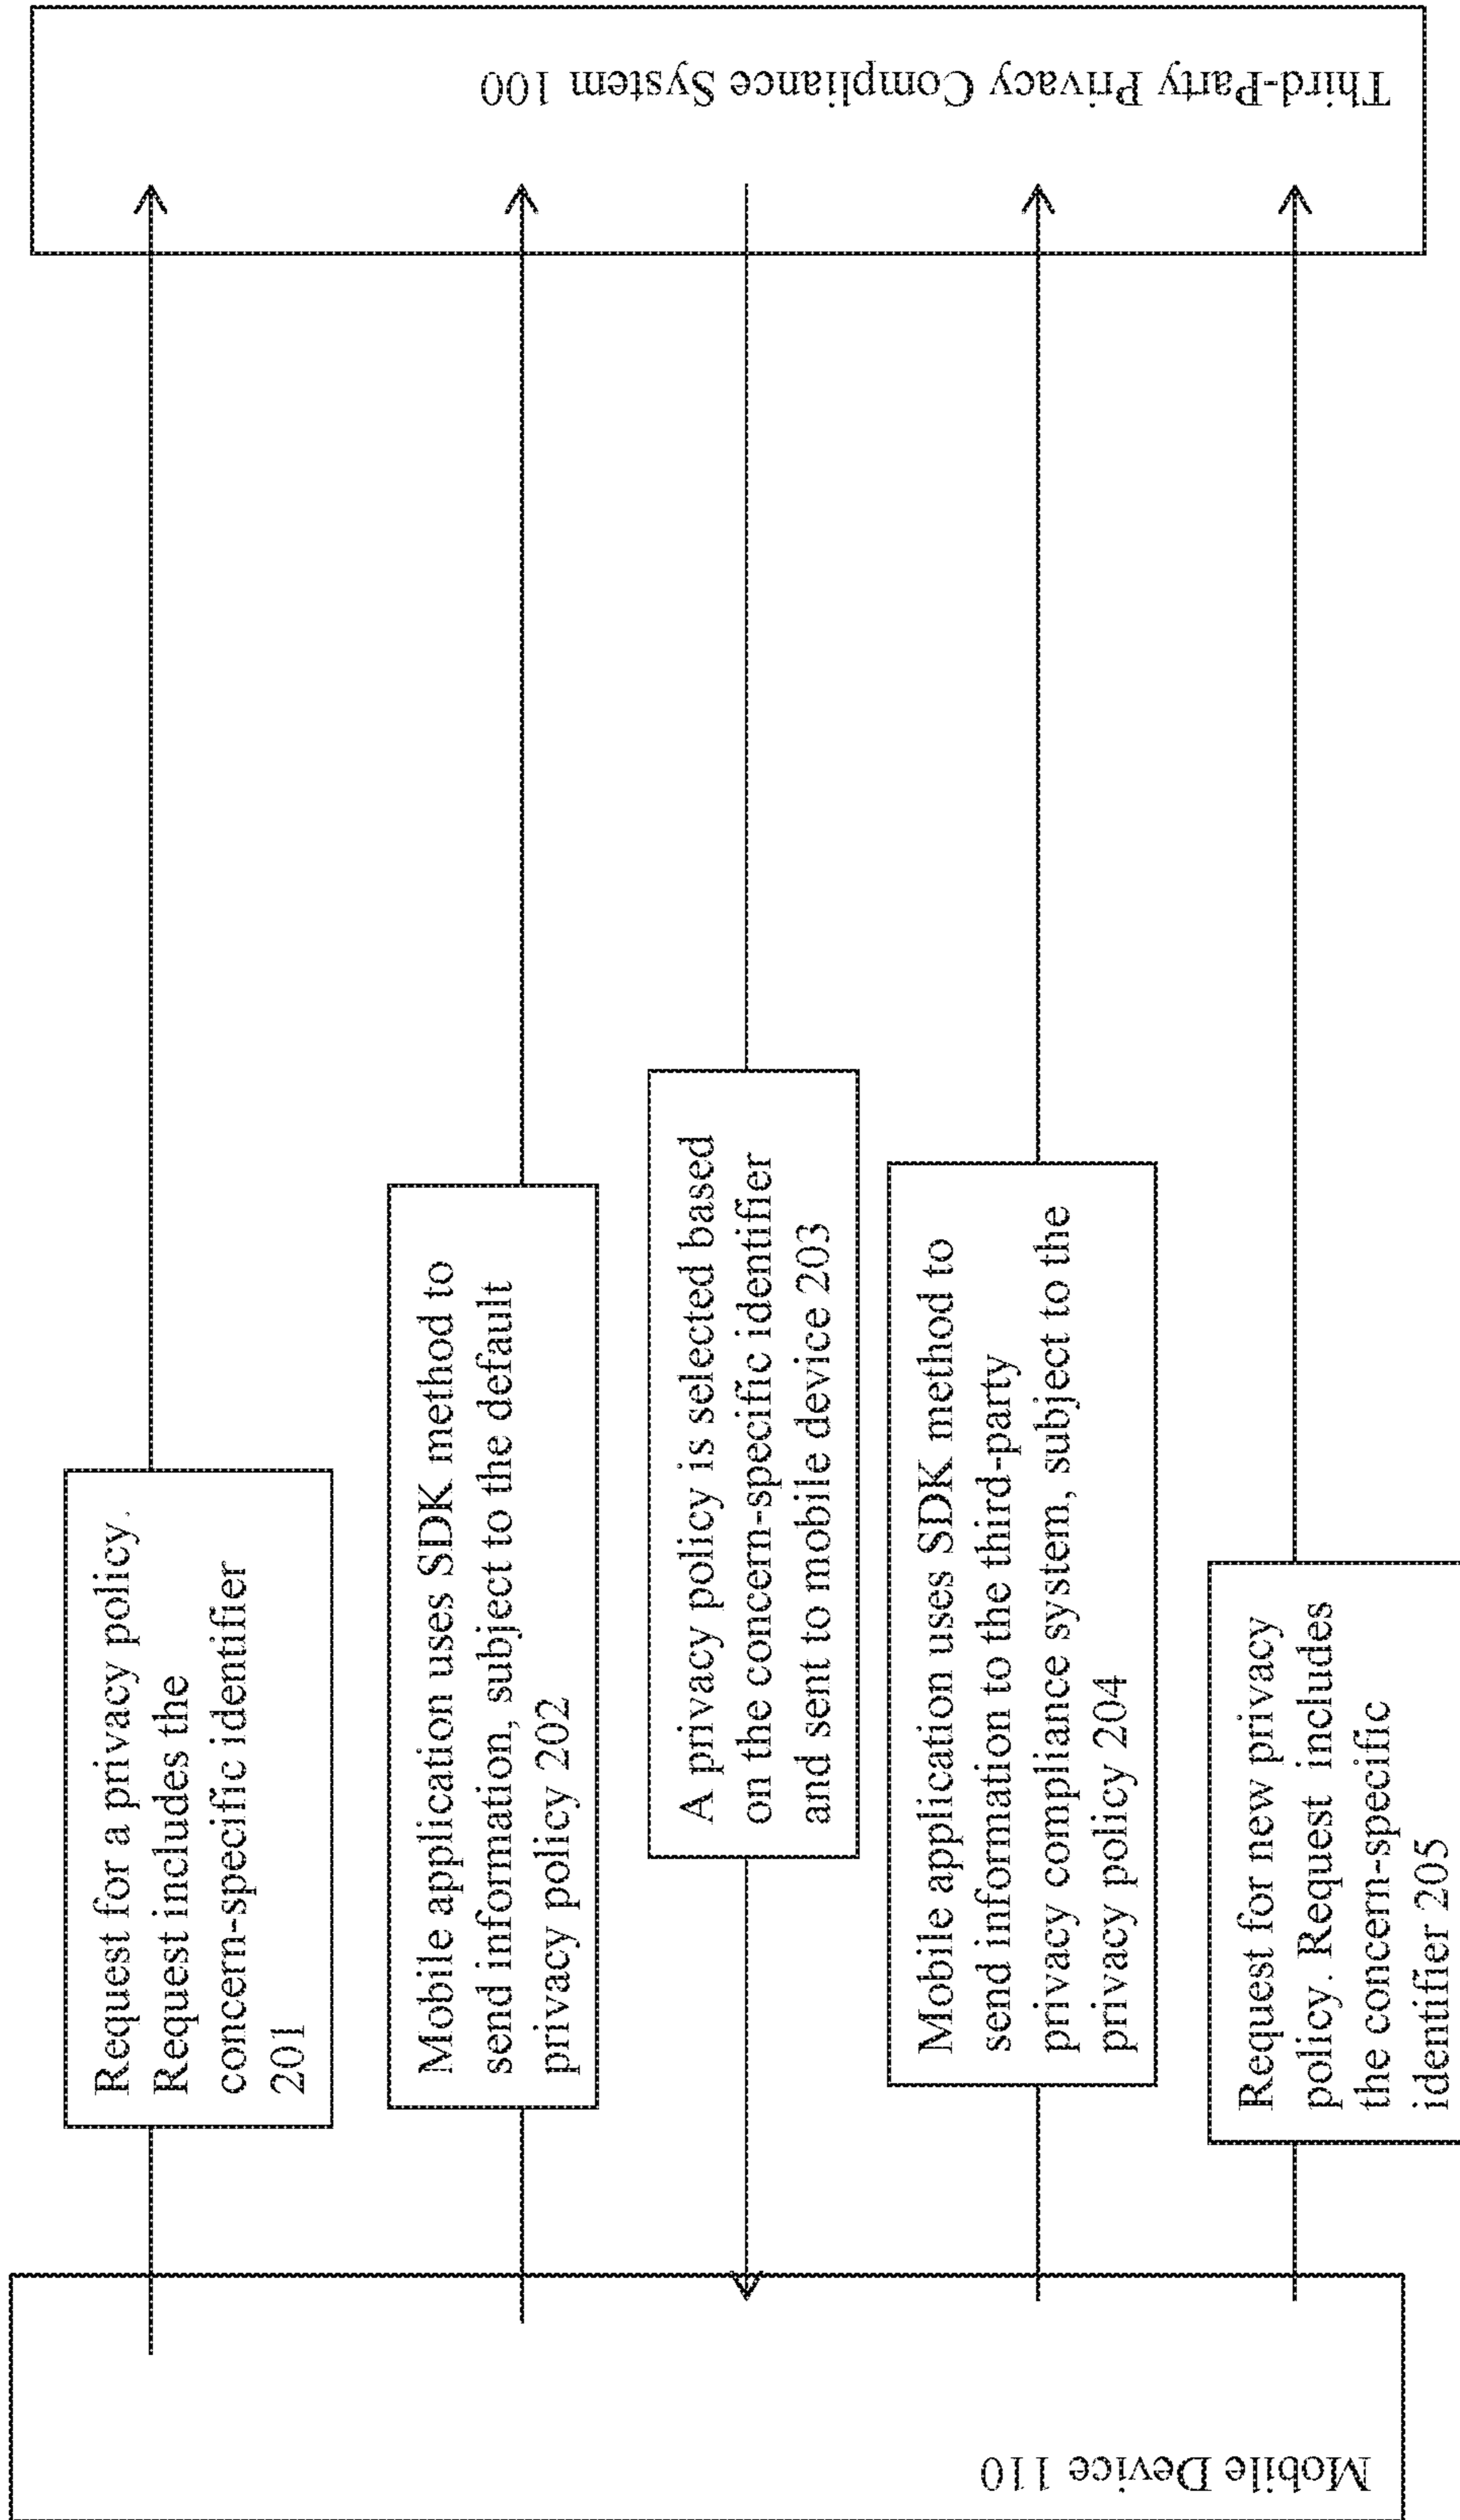 Mobile Device 110
Third-Party Privacy Compliance System 100
Request for a privacy policy.
Request includes the
concern-specific identifier
201
Mobile application uses SDK method to
send information, subject to the default
privacy policy 202
A privacy policy is selected based
on the concern-specific identifier
and sent to mobile device 203
Mobile application uses SDK method to
send information to the third-party
privacy compliance system, subject to the
privacy policy 204
Request for new privacy
policy. Request includes
the concern-specific
identifier 205